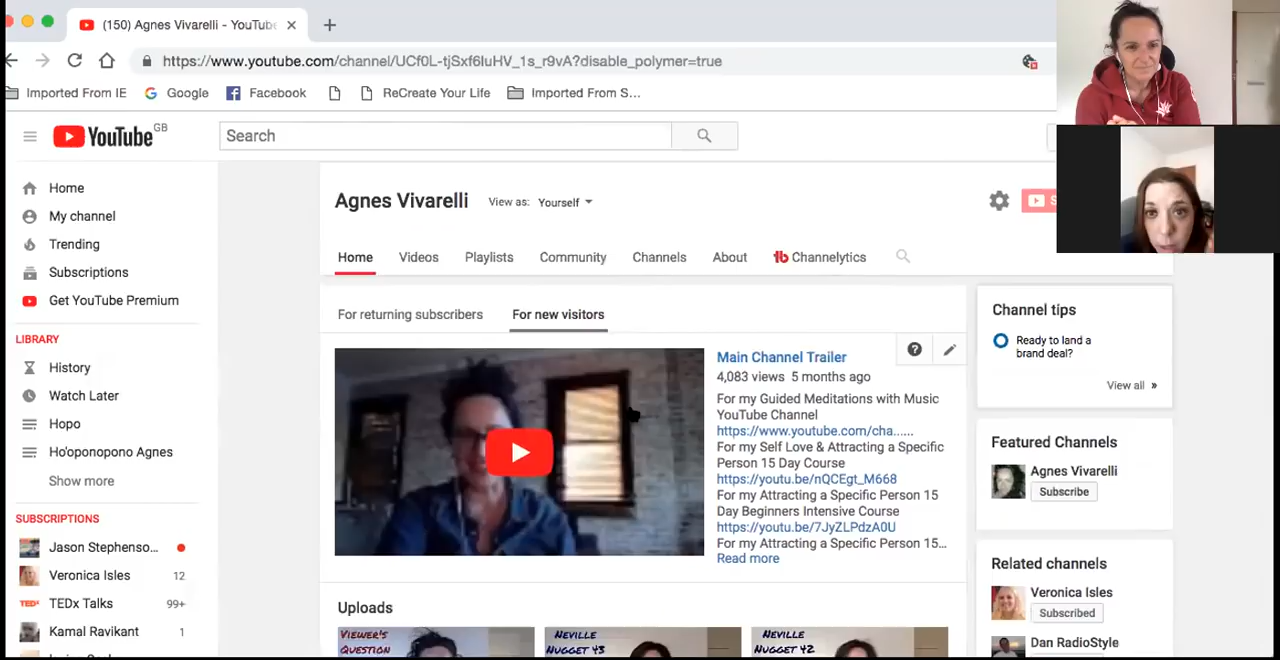 (150) Agnes Vivarelli - YouTube
https://www.youtube.com/channel/UCf0L-tjSxf6IuHV_1s_r9vA?disable_polymer=true
Imported From IE
Google
Facebook
ReCreate Your Life
Imported From S...
YouTube GB
Search
Home
My channel
Trending
Subscriptions
Get YouTube Premium
LIBRARY
History
Watch Later
Hopo
Ho'oponopono Agnes
Show more
SUBSCRIPTIONS
Jason Stephenso...
Veronica Isles 12
TEDx TEDx Talks 99+
Kamal Ravikant 1
Agnes Vivarelli
View as: Yourself
Home Videos Playlists Community Channels About tb Channelytics
For returning subscribers For new visitors
Main Channel Trailer
4,083 views 5 months ago
For my Guided Meditations with Music
YouTube Channel
https://www.youtube.com/cha......
For my Self Love & Attracting a Specific
Person 15 Day Course
https://youtu.be/nQCEgt_M668
For my Attracting a Specific Person 15
Day Beginners Intensive Course
https://youtu.be/7JyZLPdzA0U
For my Attracting a Specific Person 15...
Read more
Uploads
VIEWER'S
QUESTION
NEVILLE
NUGGET 43
NEVILLE
NUGGET 42
Channel tips
Ready to land a
brand deal?
View all »
Featured Channels
Agnes Vivarelli
Subscribe
Related channels
Veronica Isles
Subscribed
Dan RadioStyle